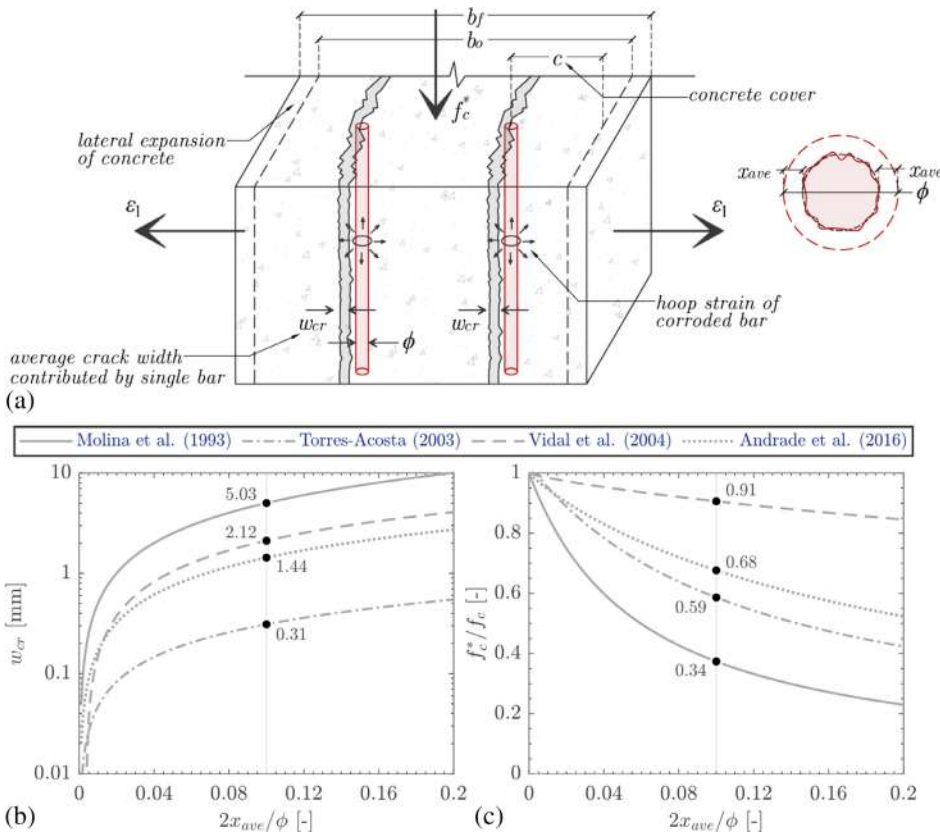 b_f
b_o
c
f_c^*
concrete cover
lateral expansion
of concrete
x_ave
x_ave
ϕ
ε_1
ε_1
hoop strain of
corroded bar
w_cr
w_cr
ϕ
average crack width
contributed by single bar
(a)
Molina et al. (1993) Torres-Acosta (2003) Vidal et al. (2004) Andrade et al. (2016)
10
1
0.1
0.01
w_cr [mm]
5.03
2.12
1.44
0.31
0 0.04 0.08 0.12 0.16 0.2
(b)
2x_ave/ϕ [-]
1
0.8
0.6
0.4
0.2
0
f_c^*/f_c [-]
0.91
0.68
0.59
0.34
0 0.04 0.08 0.12 0.16 0.2
(c)
2x_ave/ϕ [-]